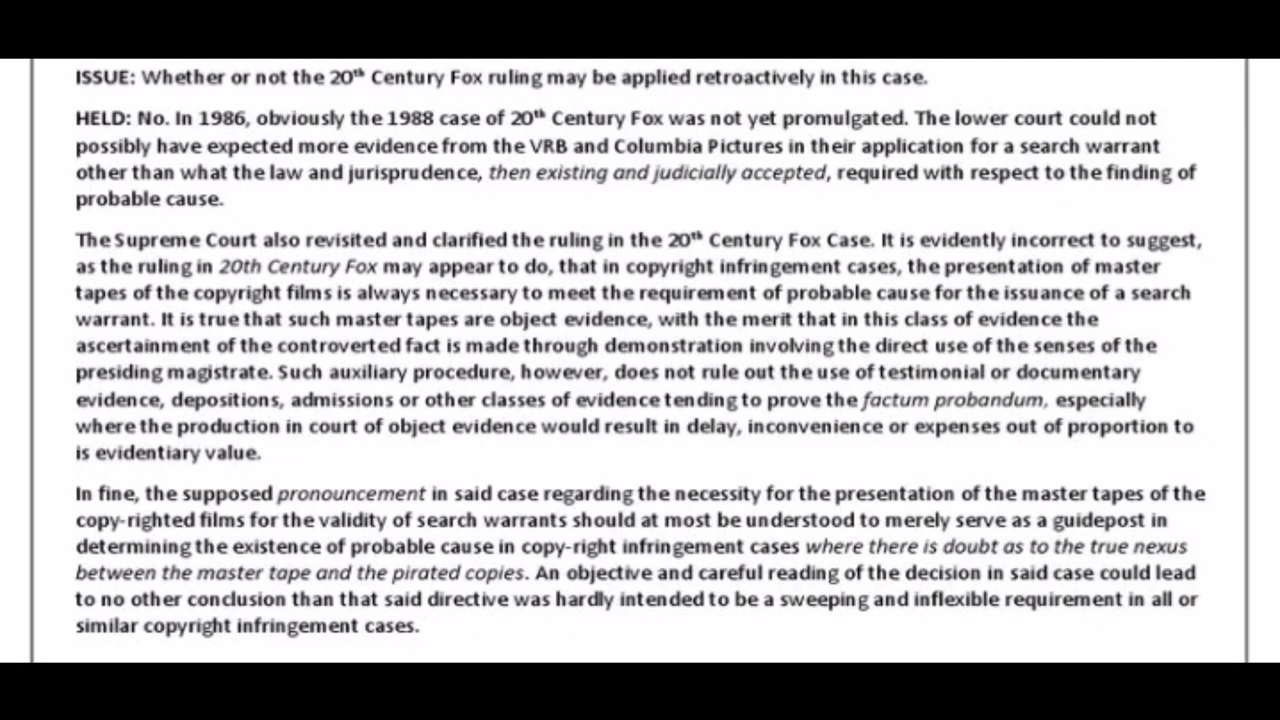 ISSUE: Whether or not the 20th Century Fox ruling may be applied retroactively in this case.
HELD: No. In 1986, obviously the 1988 case of 20th Century Fox was not yet promulgated. The lower court could not
possibly have expected more evidence from the VRB and Columbia Pictures in their application for a search warrant
other than what the law and jurisprudence, then existing and judicially accepted, required with respect to the finding of
probable cause.
The Supreme Court also revisited and clarified the ruling in the 20th Century Fox Case. It is evidently incorrect to suggest,
as the ruling in 20th Century Fox may appear to do, that in copyright infringement cases, the presentation of master
tapes of the copyright films is always necessary to meet the requirement of probable cause for the issuance of a search
warrant. It is true that such master tapes are object evidence, with the merit that in this class of evidence the
ascertainment of the controverted fact is made through demonstration involving the direct use of the senses of the
presiding magistrate. Such auxiliary procedure, however, does not rule out the use of testimonial or documentary
evidence, depositions, admissions or other classes of evidence tending to prove the factum probandum, especially
where the production in court of object evidence would result in delay, inconvenience or expenses out of proportion to
is evidentiary value.
In fine, the supposed pronouncement in said case regarding the necessity for the presentation of the master tapes of the
copy-righted films for the validity of search warrants should at most be understood to merely serve as a guidepost in
determining the existence of probable cause in copy-right infringement cases where there is doubt as to the true nexus
between the master tape and the pirated copies. An objective and careful reading of the decision in said case could lead
to no other conclusion than that said directive was hardly intended to be a sweeping and inflexible requirement in all or
similar copyright infringement cases.